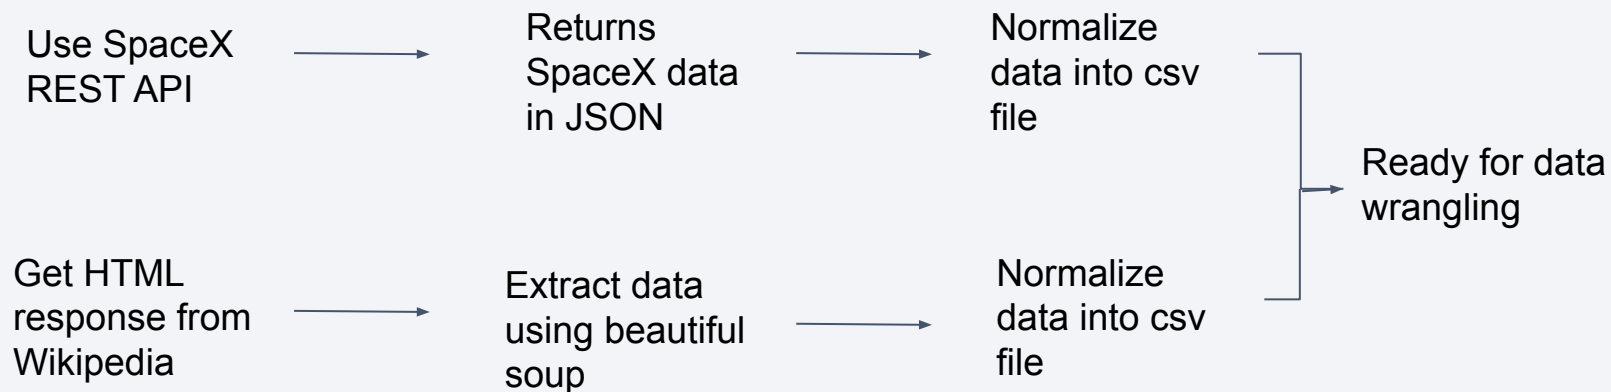 Use SpaceX
REST API
Returns
SpaceX data
in JSON
Normalize
data into csv
file
Ready for data
wrangling
Get HTML
response from
Wikipedia
Extract data
using beautiful
soup
Normalize
data into csv
file